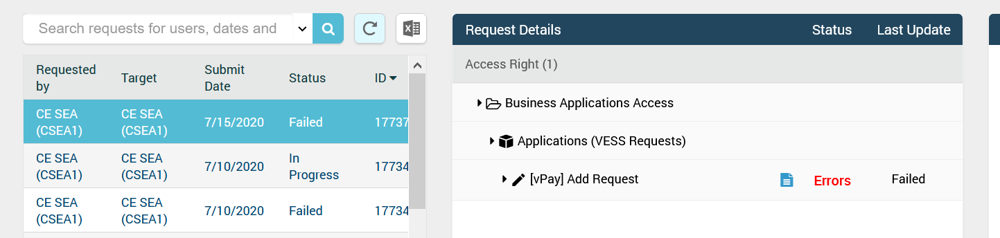 Search requests for users, dates and
Requested by Target Submit Date Status ID
CE SEA (CSEA1) CE SEA (CSEA1) 7/15/2020 Failed 17737
CE SEA (CSEA1) CE SEA (CSEA1) 7/10/2020 In Progress 17734
CE SEA (CSEA1) CE SEA (CSEA1) 7/10/2020 Failed 17734
Request Details Status Last Update
Access Right (1)
Business Applications Access
Applications (VESS Requests)
[vPay] Add Request Errors Failed